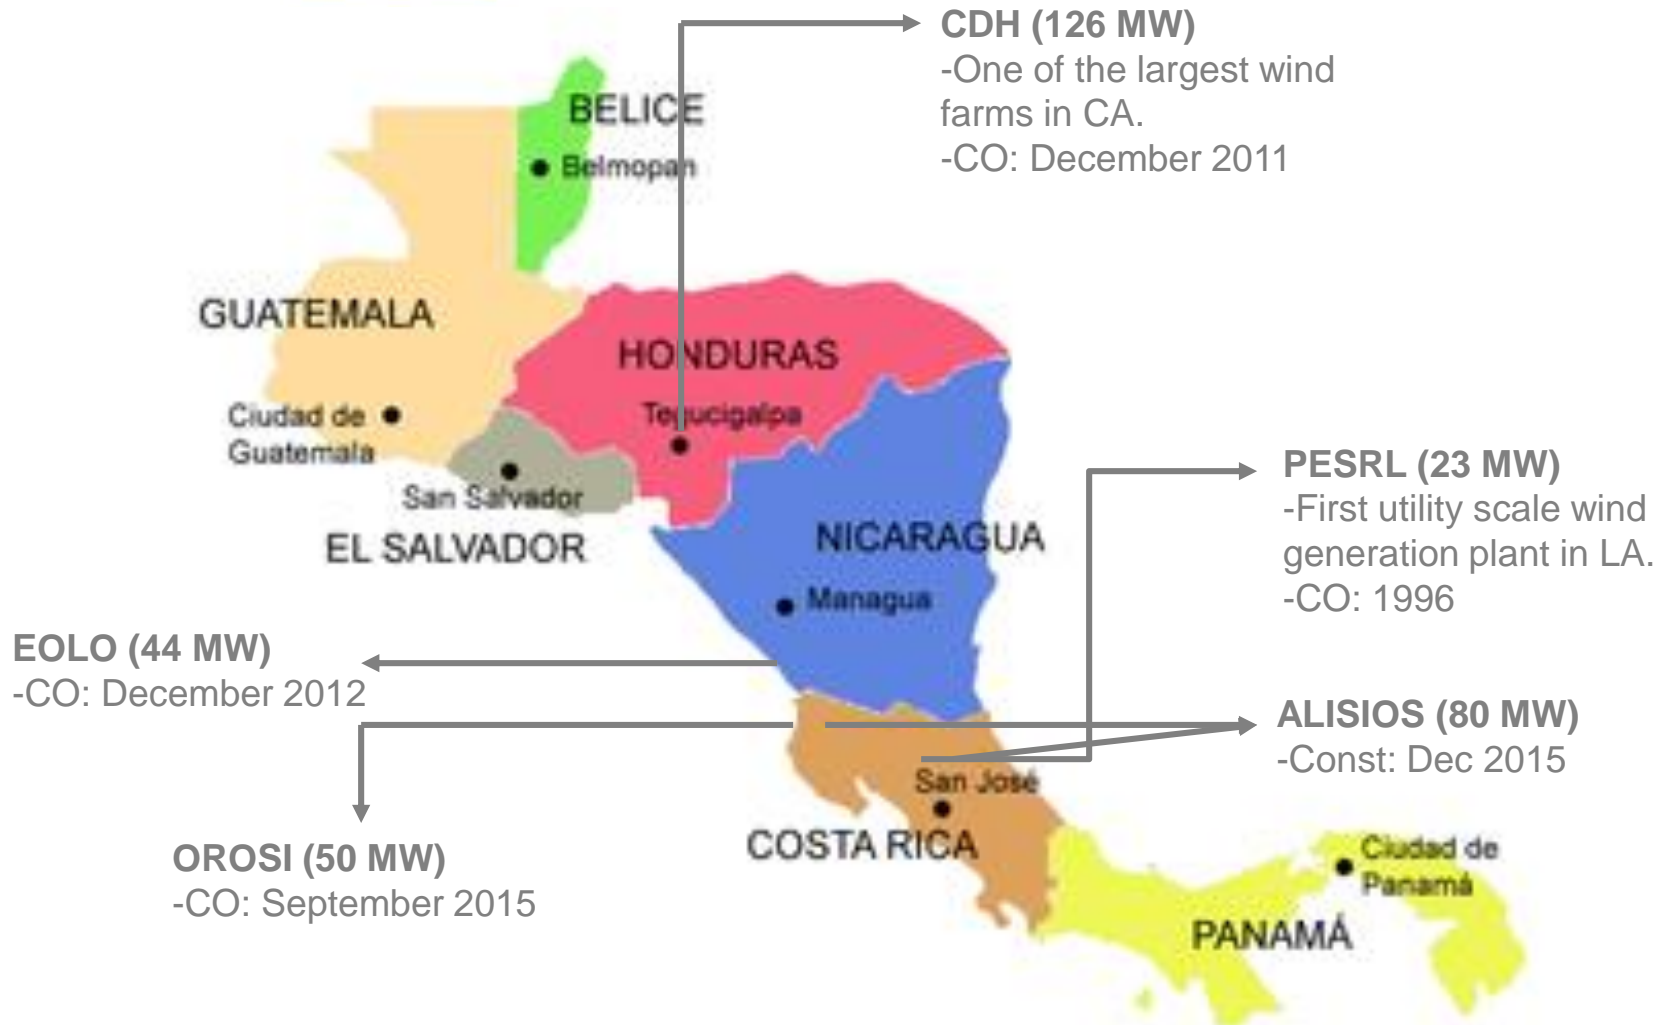 CDH (126 MW)
-One of the largest wind
farms in CA.
-CO: December 2011
BELICE
Belmopan
GUATEMALA
HONDURAS
Ciudad de
Guatemala
Tegucigalpa
San Salvador
EL SALVADOR
NICARAGUA
Managua
PESRL (23 MW)
-First utility scale wind
generation plant in LA.
-CO: 1996
EOLO (44 MW)
-CO: December 2012
ALISIOS (80 MW)
-Const: Dec 2015
San José
COSTA RICA
OROSI (50 MW)
-CO: September 2015
Ciudad de
Panamá
PANAMÁ